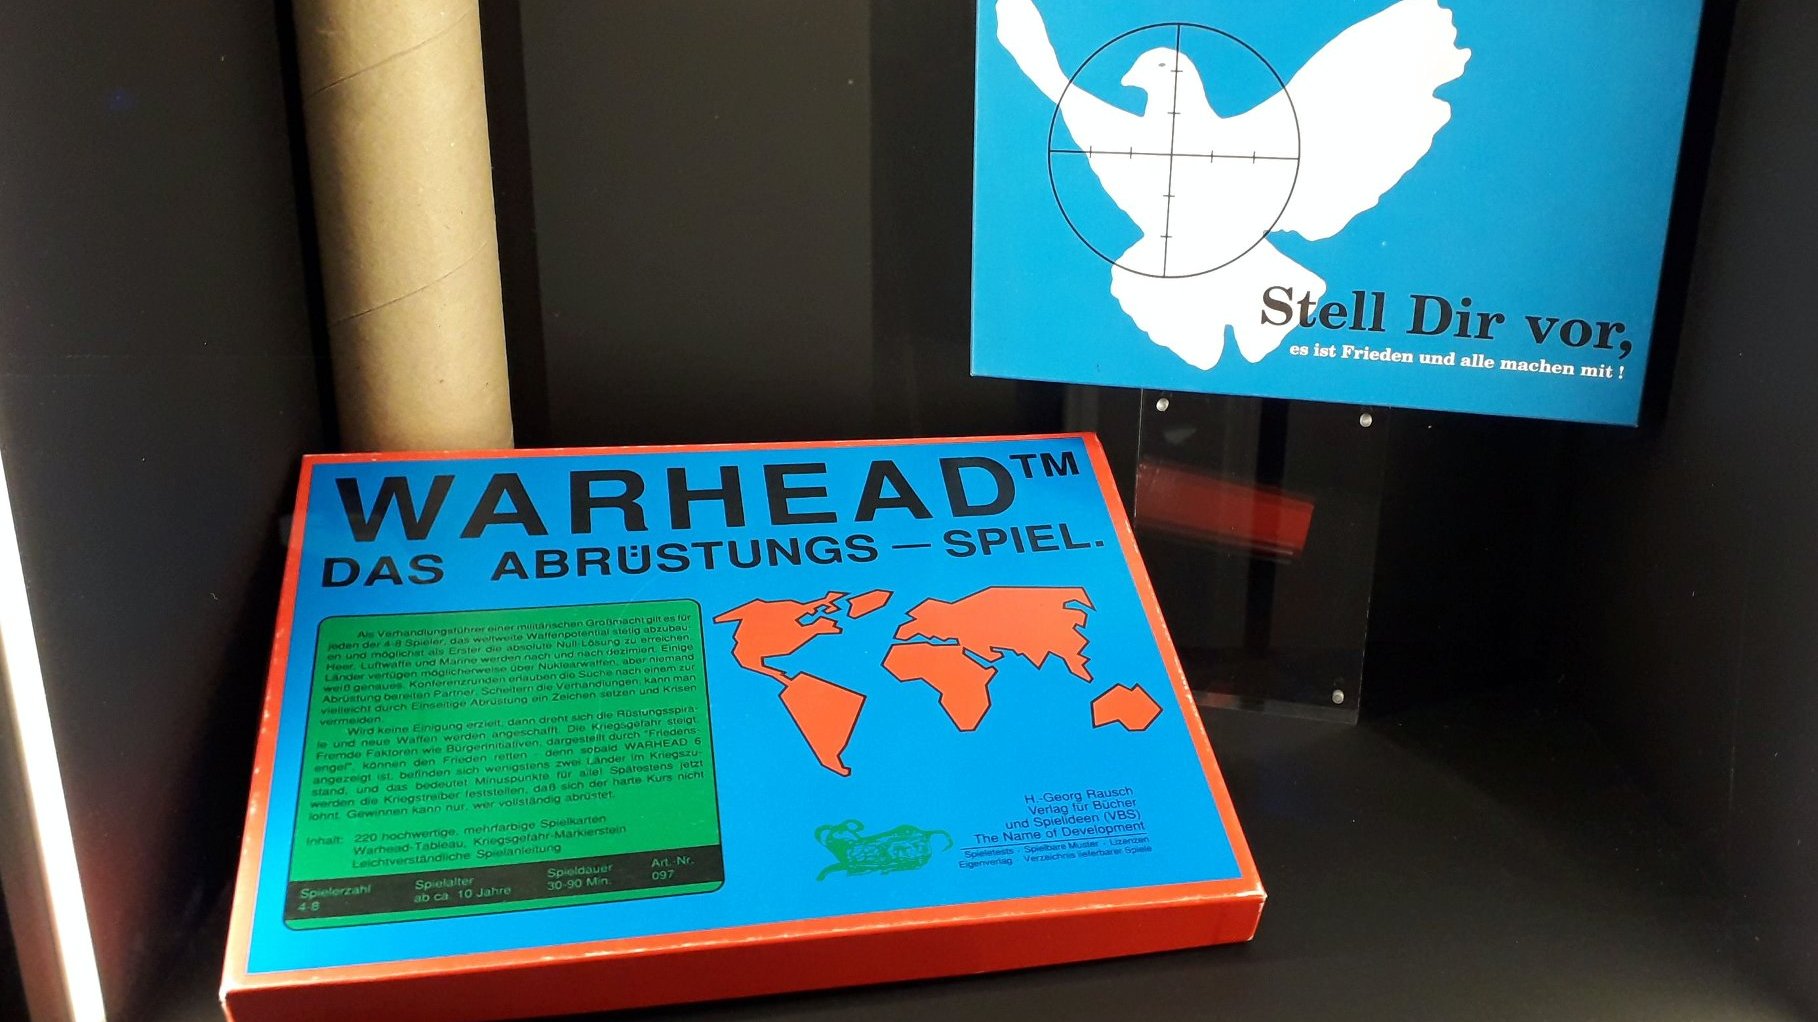 Stell Dir vor,
es ist Frieden und alle machen mit !
WARHEAD™
DAS ABRÜSTUNGS – SPIEL.
Als Verhandlungsführer einer militärischen Großmacht gilt es für
jeden der 4-8 Spieler, das weltweite Waffenpotential stetig abzubau-
en und möglichst als Erster die absolute Null-Lösung zu erreichen.
Heer, Luftwaffe und Marine werden nach und nach dezimiert. Einige
Länder verfügen möglicherweise über Nuklearwaffen, aber niemand
weiß genaues. Konferenzrunden erlauben die Suche nach einem zur
Abrüstung bereiten Partner. Scheitern die Verhandlungen, kann man
vielleicht durch Einseitige Abrüstung ein Zeichen setzen und Krisen
vermeiden.
Wird keine Einigung erzielt, dann dreht sich die Rüstungsspira-
le und neue Waffen werden angeschafft. Die Kriegsgefahr steigt.
Fremde Faktoren wie Bürgerinitiativen, dargestellt durch "Friedens-
engel", können den Frieden retten - denn sobald WARHEAD 6
angezeigt ist, befinden sich wenigstens zwei Länder im Kriegszu-
stand, und das bedeutet Minuspunkte für alle! Spätestens jetzt
werden die Kriegstreiber feststellen, daß sich der harte Kurs nicht
lohnt. Gewinnen kann nur, wer vollständig abrüstet.
Inhalt: 220 hochwertige, mehrfarbige Spielkarten
Warhead-Tableau, Kriegsgefahr-Markierstein
Leichtverständliche Spielanleitung
Spielerzahl Spielalter Spieldauer Art.-Nr.
4-8 ab ca. 10 Jahre 30-90 Min. 097
H.-Georg Rausch
Verlag für Bücher
und Spielideen (VBS)
The Name of Development
Spieletests · Spielbare Muster · Lizenzen
Eigenverlag · Verzeichnis lieferbarer Spiele